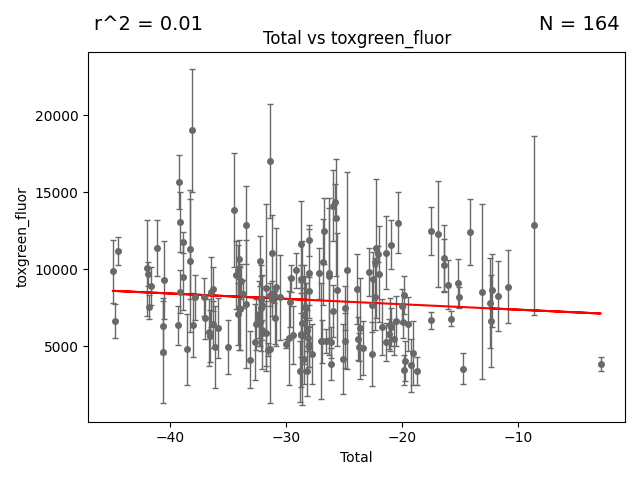 r^2 = 0.01
N = 164
Total vs toxgreen_fluor
20000
15000
10000
5000
toxgreen_fluor
−40
−30
−20
−10
Total